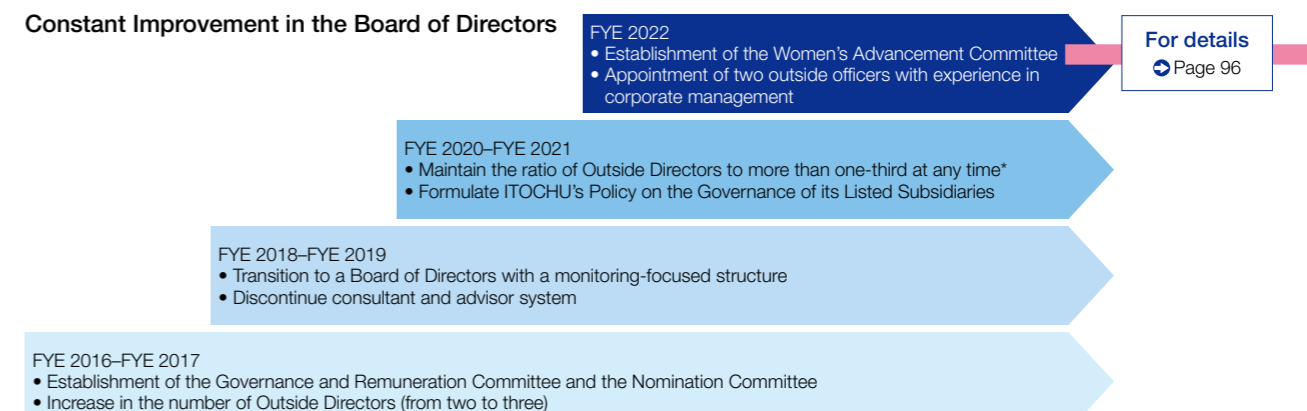 Constant Improvement in the Board of Directors
FYE 2022
• Establishment of the Women's Advancement Committee
• Appointment of two outside officers with experience in
corporate management
For details
Page 96
FYE 2020–FYE 2021
• Maintain the ratio of Outside Directors to more than one-third at any time*
• Formulate ITOCHU's Policy on the Governance of its Listed Subsidiaries
FYE 2018–FYE 2019
• Transition to a Board of Directors with a monitoring-focused structure
• Discontinue consultant and advisor system
FYE 2016–FYE 2017
• Establishment of the Governance and Remuneration Committee and the Nomination Committee
• Increase in the number of Outside Directors (from two to three)